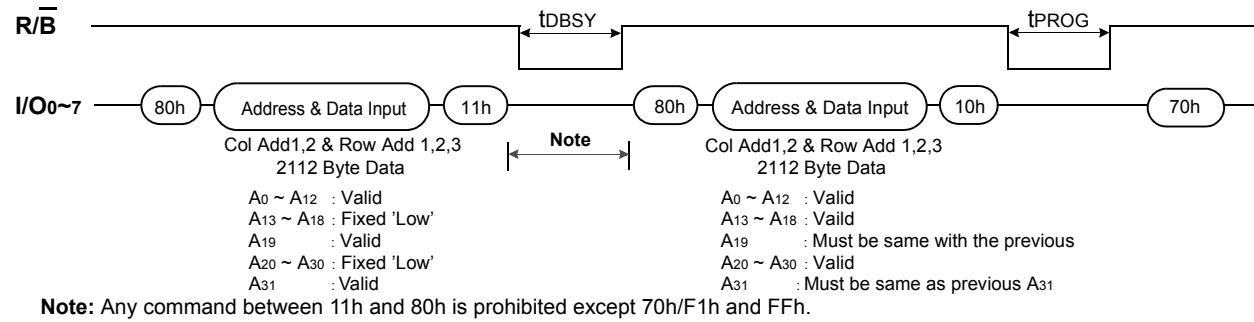 R/B tDBSY tPROG
I/O0~7 80h Address & Data Input 11h 80h Address & Data Input 10h 70h
Col Add1,2 & Row Add 1,2,3 Note Col Add1,2 & Row Add 1,2,3
2112 Byte Data 2112 Byte Data
A0 ~ A12 : Valid A0 ~ A12 : Valid
A13 ~ A18 : Fixed 'Low' A13 ~ A18 : Vaild
A19 : Valid A19 : Must be same with the previous
A20 ~ A30 : Fixed 'Low' A20 ~ A30 : Valid
A31 : Valid A31 : Must be same as previous A31
Note: Any command between 11h and 80h is prohibited except 70h/F1h and FFh.